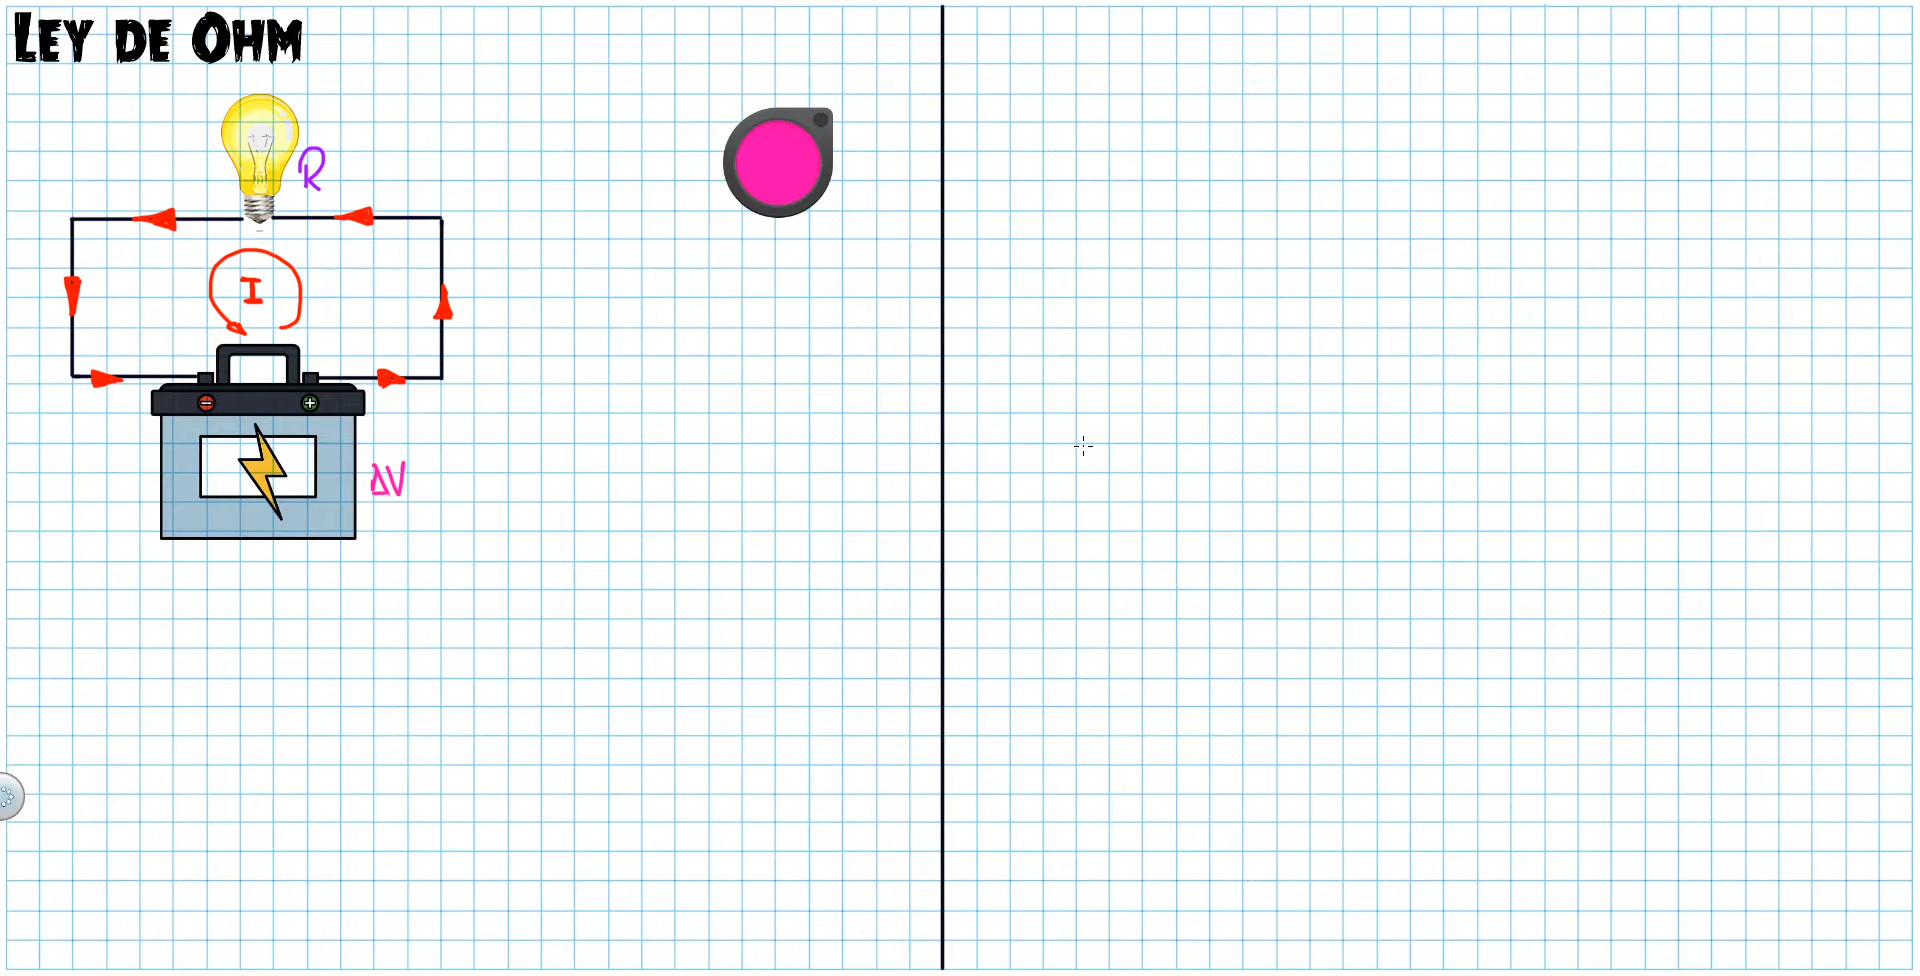 LEY DE OHM
R
I
- +
ΔV